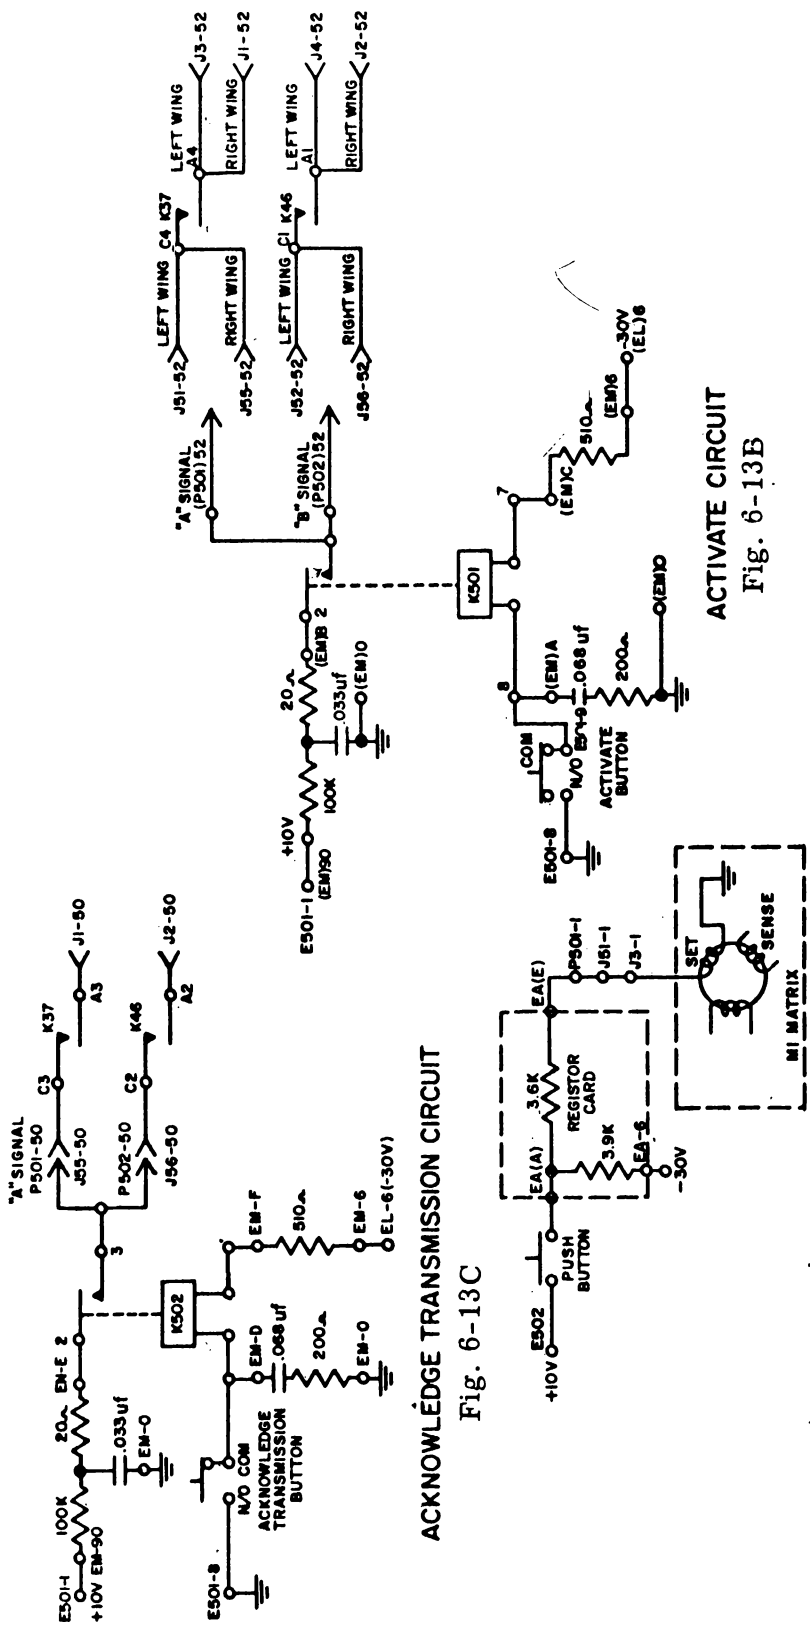 "A" SIGNAL
P501-50
J55-50
C3
K37
A3
J1-50
P502-50
J56-50
C2
K46
A2
J2-50
E501-1
+10V EM-90
100K
20Ω
EM-E
2
.033uf
EM-0
3
K502
E501-8
N/O COM
ACKNOWLEDGE
TRANSMISSION
BUTTON
EM-D
.068uf
200Ω
EM-0
EM-F
510Ω
EM-6
EL-6(-30V)
ACKNOWLEDGE TRANSMISSION CIRCUIT
Fig. 6-13C
J51-52
LEFT WING
C4 K37
LEFT WING
A4
J3-52
J55-52
RIGHT WING
RIGHT WING
J1-52
"A" SIGNAL
(P501)52
J52-52
LEFT WING
C1 K46
LEFT WING
A1
J4-52
J56-52
RIGHT WING
RIGHT WING
J2-52
"B" SIGNAL
(P502)52
E501-1
(EM)90
+10V
100K
20Ω
(EM)B 2
.033uf
(EM)0
K501
7
(EM)C
510Ω
(EM)6
-30V
(EL)6
8
(EM)A
.068uf
200Ω
(EM)0
COM
N/O
E501-9
E501-8
ACTIVATE
BUTTON
ACTIVATE CIRCUIT
Fig. 6-13B
+10V
E502
PUSH
BUTTON
EA(A)
3.6K
REGISTOR
CARD
3.9K
EA-6
-30V
EA(E)
P501-1
J51-1
J3-1
SET
SENSE
MI MATRIX